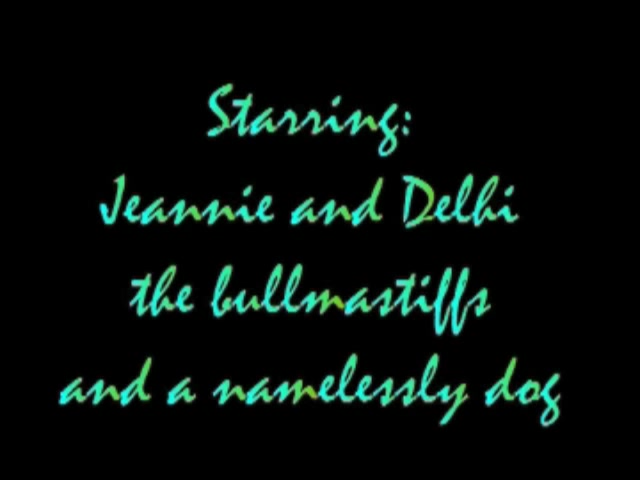 Starring:
Jeannie and Delhi
the bullmastiffs
and a namelessly dog